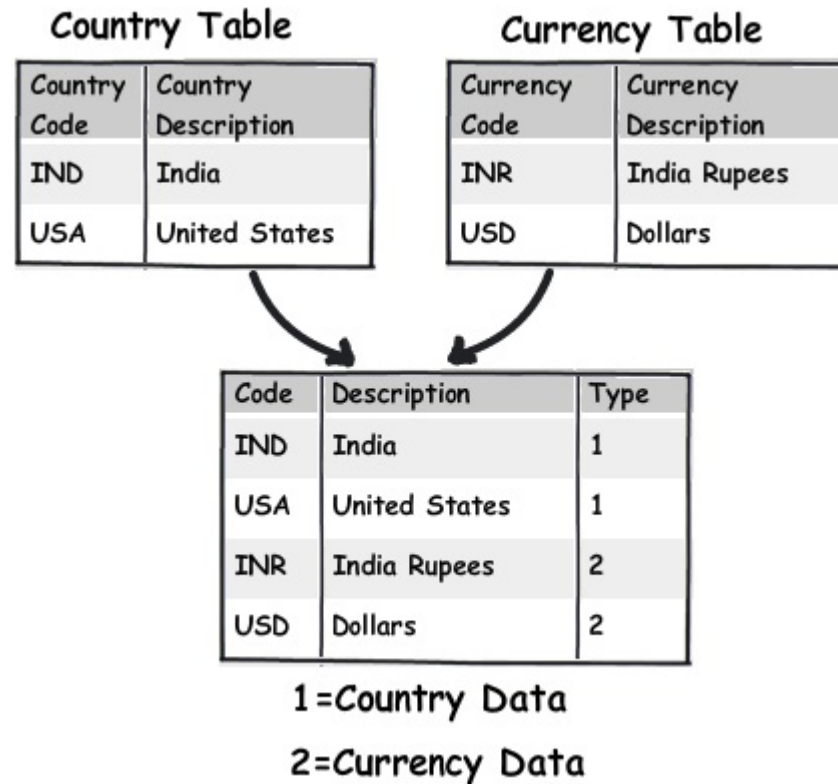 Country Table
Country Code Country Description
IND India
USA United States
Currency Table
Currency Code Currency Description
INR India Rupees
USD Dollars
Code Description Type
IND India 1
USA United States 1
INR India Rupees 2
USD Dollars 2
1=Country Data
2=Currency Data